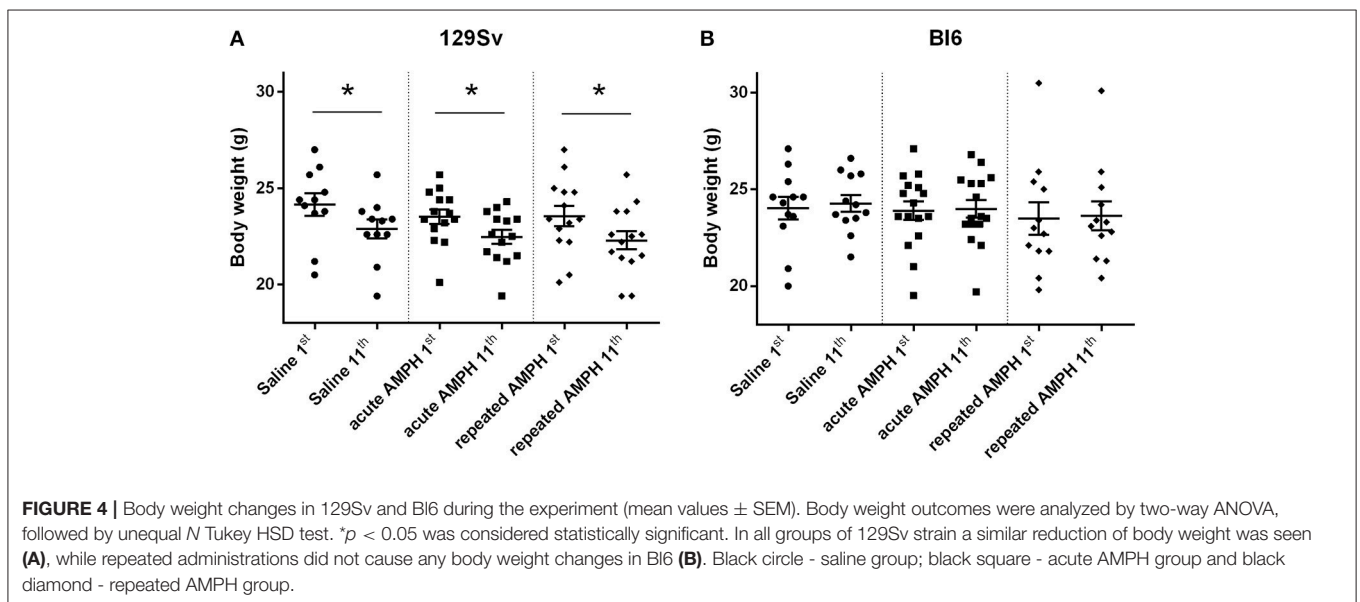 A 129Sv
B Bl6
Body weight (g)
30
25
20
* * *
Saline 1st
Saline 11th
acute AMPH 1st
acute AMPH 11th
repeated AMPH 1st
repeated AMPH 11th
Body weight (g)
30
25
20
Saline 1st
Saline 11th
acute AMPH 1st
acute AMPH 11th
repeated AMPH 1st
repeated AMPH 11th
FIGURE 4 | Body weight changes in 129Sv and Bl6 during the experiment (mean values ± SEM). Body weight outcomes were analyzed by two-way ANOVA,
followed by unequal N Tukey HSD test. *p < 0.05 was considered statistically significant. In all groups of 129Sv strain a similar reduction of body weight was seen
(A), while repeated administrations did not cause any body weight changes in Bl6 (B). Black circle - saline group; black square - acute AMPH group and black
diamond - repeated AMPH group.